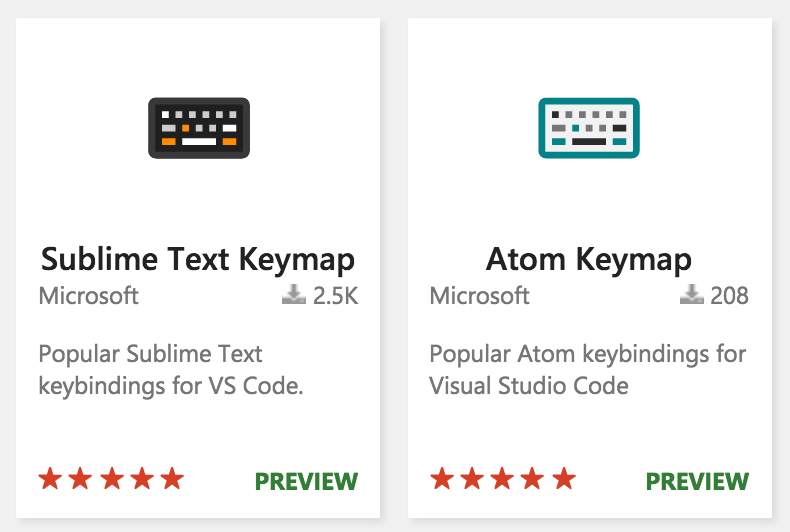 Sublime Text Keymap
Microsoft 2.5K
Popular Sublime Text
keybindings for VS Code.
PREVIEW
Atom Keymap
Microsoft 208
Popular Atom keybindings for
Visual Studio Code
PREVIEW